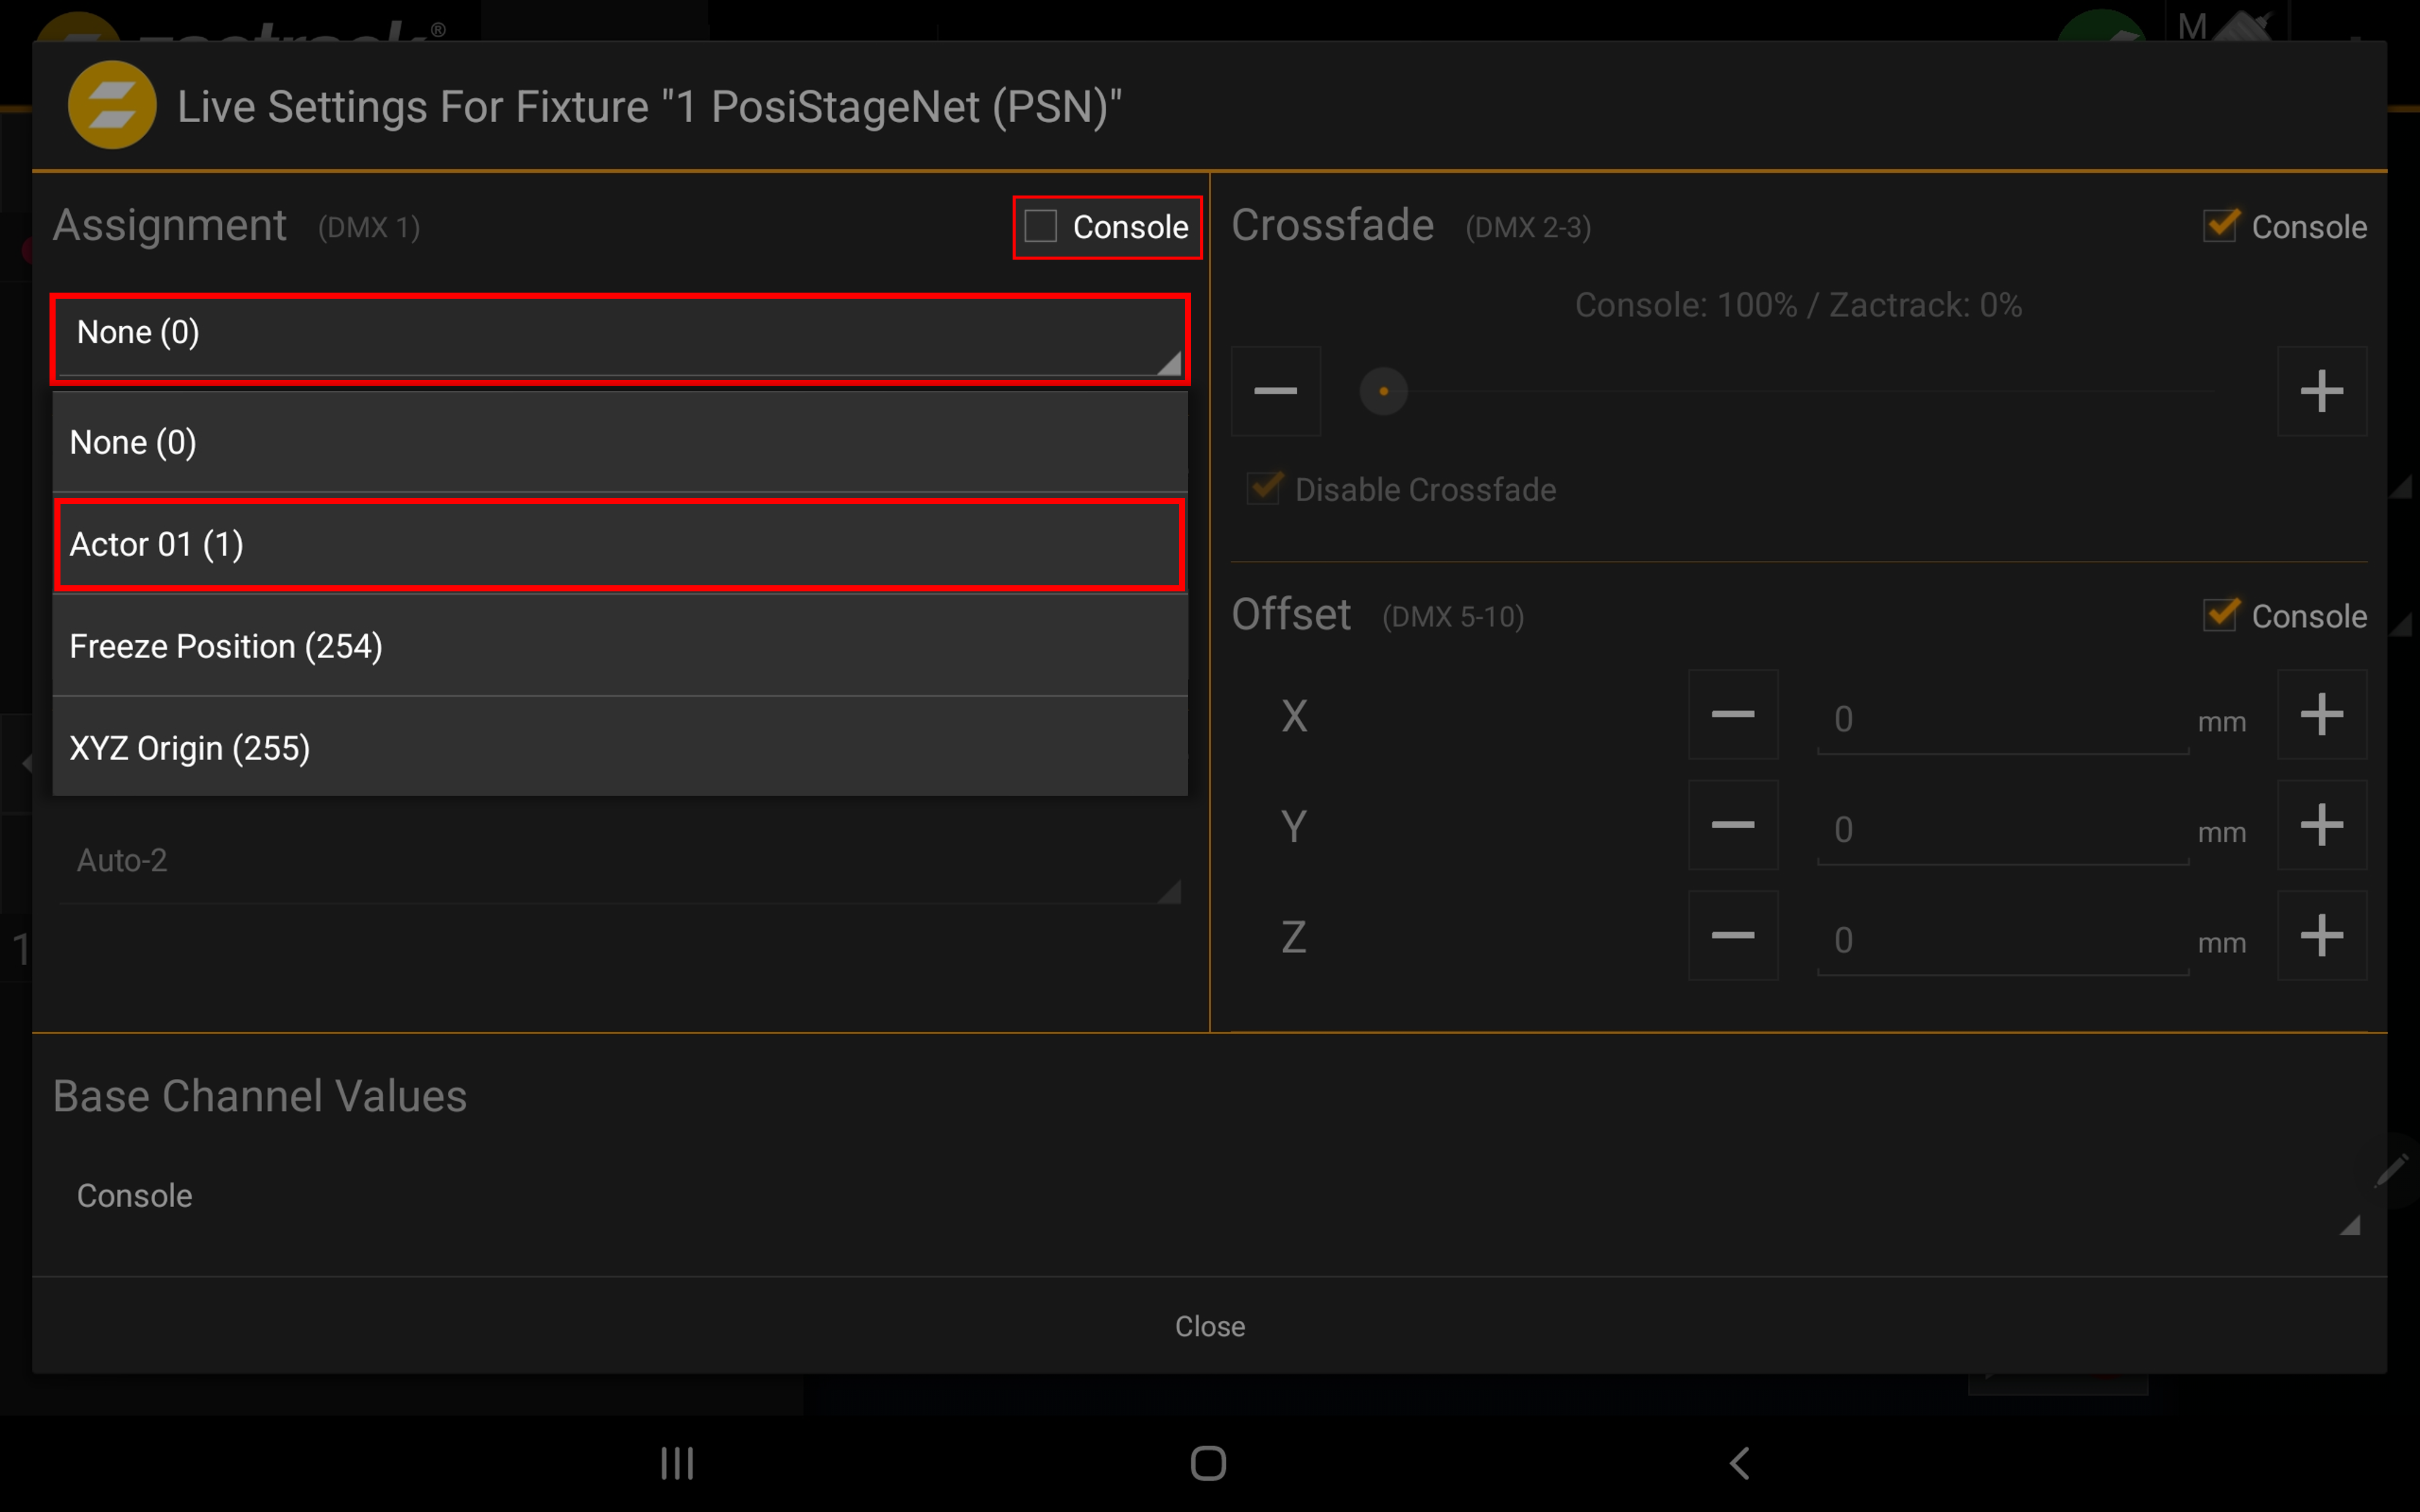 M
Live Settings For Fixture "1 PosiStageNet (PSN)"
Assignment (DMX 1)
Console
None (0)
None (0)
Actor 01 (1)
Freeze Position (254)
XYZ Origin (255)
Auto-2
Crossfade (DMX 2-3)
Console
Console: 100% / Zactrack: 0%
Disable Crossfade
Offset (DMX 5-10)
Console
X 0 mm
Y 0 mm
Z 0 mm
1
Base Channel Values
Console
Close